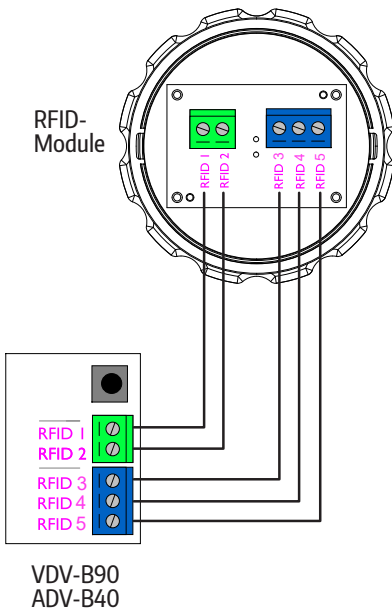 RFID-
Module
RFID 1
RFID 2
RFID 3
RFID 4
RFID 5
RFID 1
RFID 2
RFID 3
RFID 4
RFID 5
VDV-B90
ADV-B40